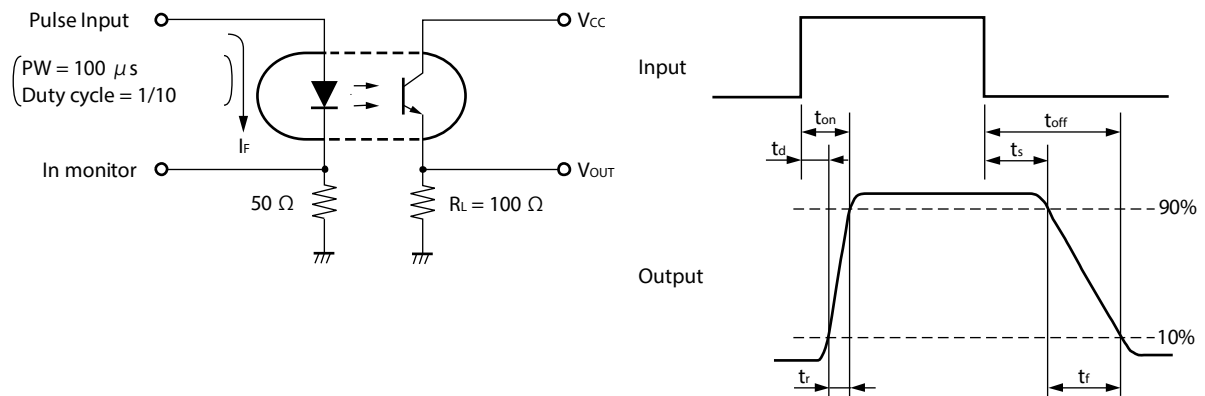 Pulse Input
PW = 100 μs
Duty cycle = 1/10
IF
In monitor
50 Ω
VCC
VOUT
RL = 100 Ω
Input
ton
toff
td
ts
90%
Output
10%
tr
tf